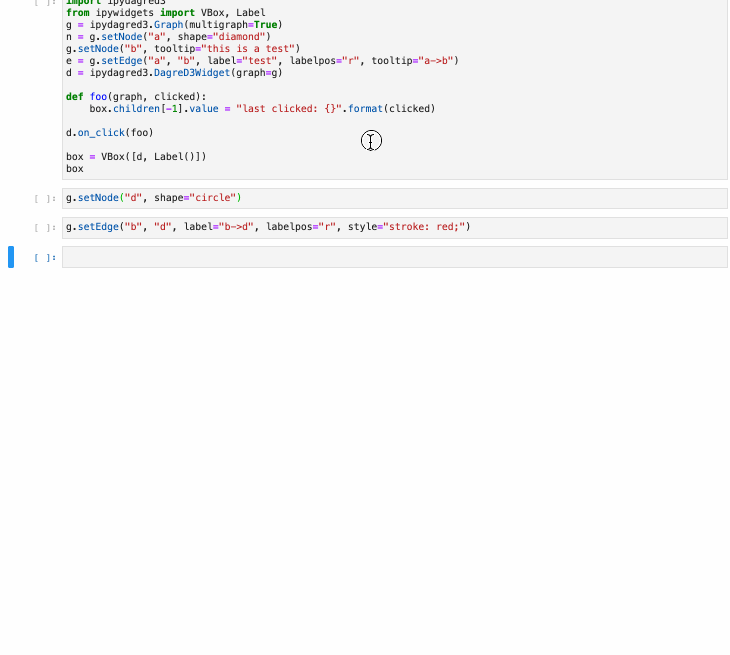 [ ]: import ipydagred3
from ipywidgets import VBox, Label
g = ipydagred3.Graph(multigraph=True)
n = g.setNode("a", shape="diamond")
g.setNode("b", tooltip="this is a test")
e = g.setEdge("a", "b", label="test", labelpos="r", tooltip="a->b")
d = ipydagred3.DagreD3Widget(graph=g)
def foo(graph, clicked):
    box.children[-1].value = "last clicked: {}".format(clicked)
d.on_click(foo)
box = VBox([d, Label()])
box
[ ]: g.setNode("d", shape="circle")
[ ]: g.setEdge("b", "d", label="b->d", labelpos="r", style="stroke: red;")
[ ]: